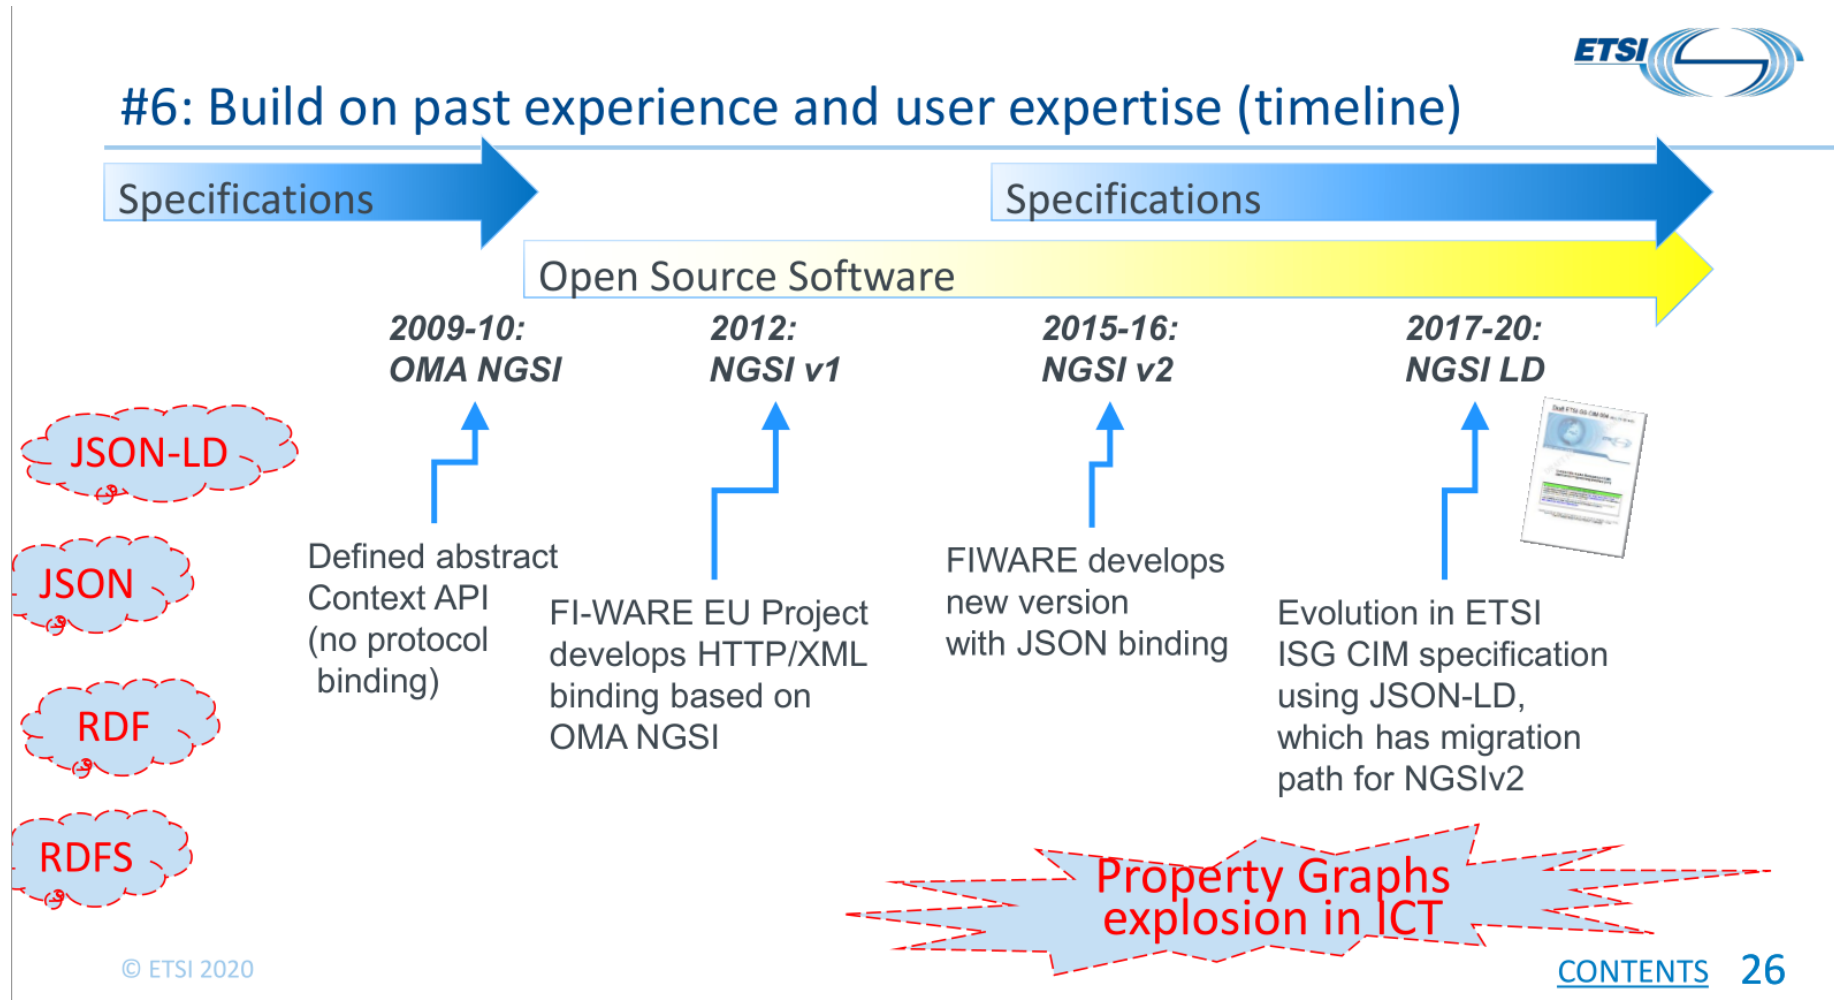 ETSI
#6: Build on past experience and user expertise (timeline)
Specifications
Specifications
Open Source Software
2009-10:
OMA NGSI
2012:
NGSI v1
2015-16:
NGSI v2
2017-20:
NGSI LD
JSON-LD
JSON
RDF
RDFS
Defined abstract
Context API
(no protocol
binding)
FI-WARE EU Project
develops HTTP/XML
binding based on
OMA NGSI
FIWARE develops
new version
with JSON binding
Evolution in ETSI
ISG CIM specification
using JSON-LD,
which has migration
path for NGSIv2
Property Graphs
explosion in ICT
© ETSI 2020
CONTENTS 26